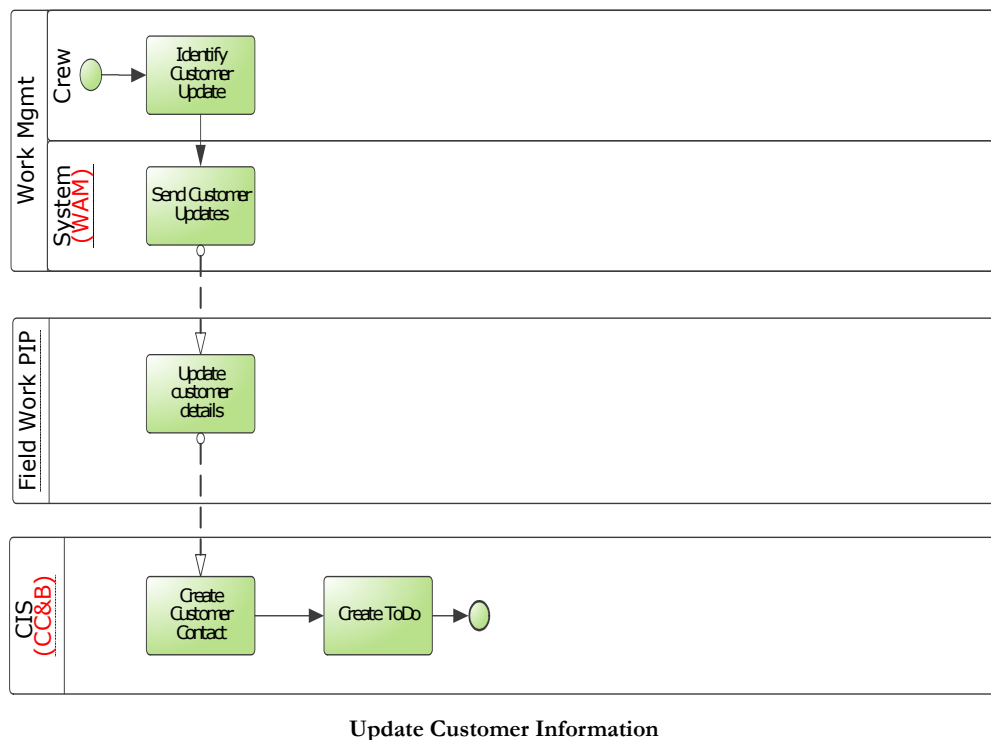 Work Mgmt
Crew
Identify
Customer
Update
System
(WAM)
Send Customer
Updates
Field Work PIP
Update
customer
details
CIS
(CC&B)
Create
Customer
Contact
Create ToDo
Update Customer Information